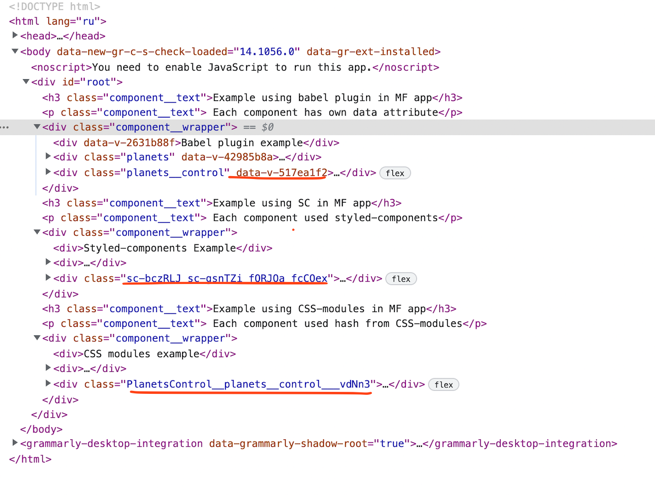 <!DOCTYPE html>
<html lang="ru">
<head>…</head>
<body data-new-gr-c-s-check-loaded="14.1056.0" data-gr-ext-installed>
<noscript>You need to enable JavaScript to run this app.</noscript>
<div id="root">
<h3 class="component__text">Example using babel plugin in MF app</h3>
<p class="component__text"> Each component has own data attribute</p>
<div class="component__wrapper"> == $0
<div data-v-2631b88f>Babel plugin example</div>
<div class="planets" data-v-42985b8a>…</div>
<div class="planets__control" data-v-517ea1f2>…</div> flex
</div>
<h3 class="component__text">Example using SC in MF app</h3>
<p class="component__text"> Each component used styled-components</p>
<div class="component__wrapper">
<div>Styled-components Example</div>
<div>…</div>
<div class="sc-bczRLJ sc-gsnTZi fORJOa fcCOex">…</div> flex
</div>
<h3 class="component__text">Example using CSS-modules in MF app</h3>
<p class="component__text"> Each component used hash from CSS-modules</p>
<div class="component__wrapper">
<div>CSS modules example</div>
<div>…</div>
<div class="PlanetsControl__planets__control___vdNn3">…</div> flex
</div>
</div>
</body>
<grammarly-desktop-integration data-grammarly-shadow-root="true">…</grammarly-desktop-integration>
</html>